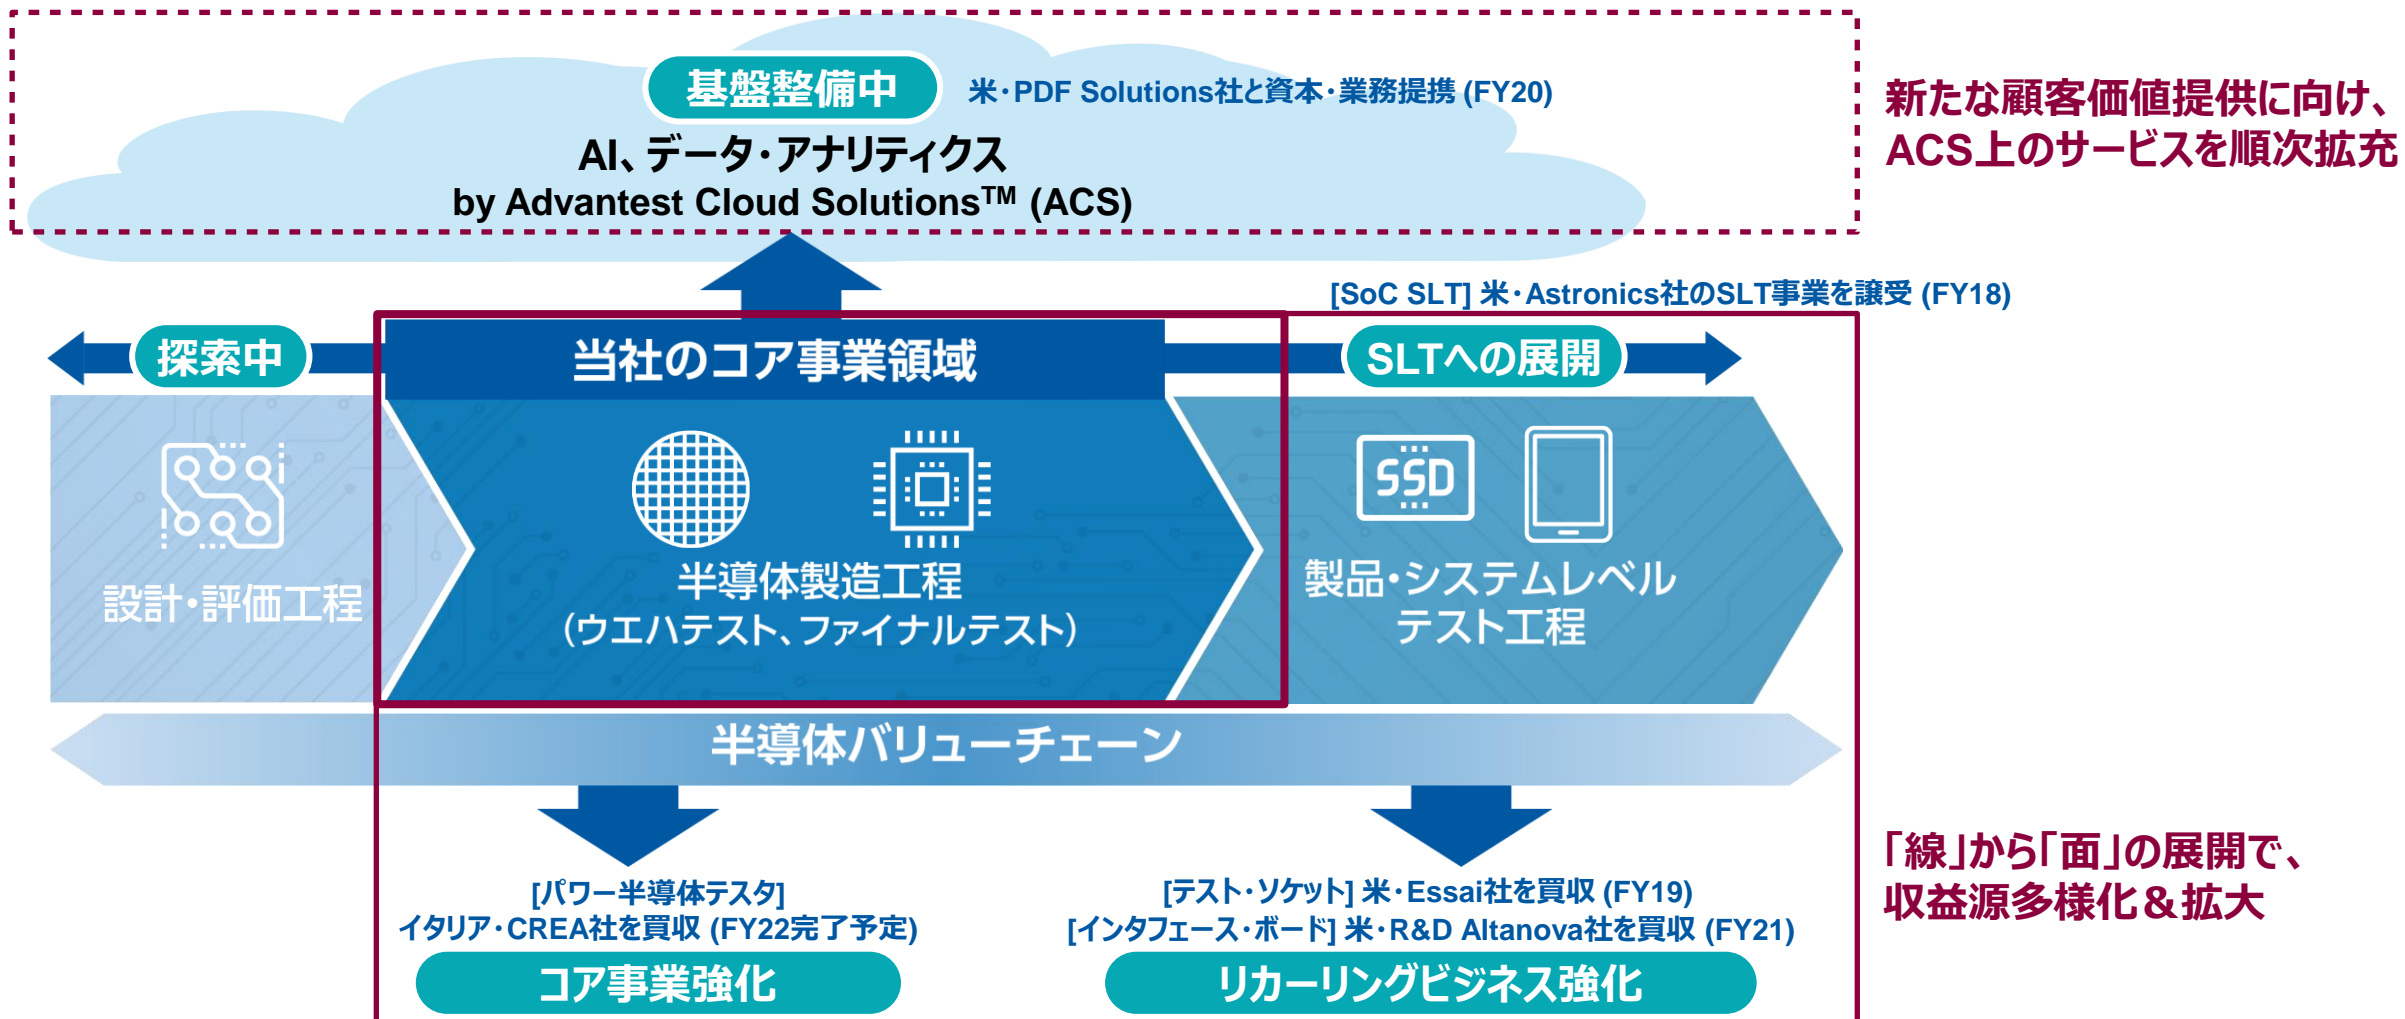 基盤整備中
米・PDF Solutions社と資本・業務提携 (FY20)
AI、データ・アナリティクス
by Advantest Cloud Solutions™ (ACS)
新たな顧客価値提供に向け、
ACS上のサービスを順次拡充
[SoC SLT] 米・Astronics社のSLT事業を譲受 (FY18)
探索中
当社のコア事業領域
SLTへの展開
設計・評価工程
半導体製造工程
（ウエハテスト、ファイナルテスト）
SSD
製品・システムレベル
テスト工程
半導体バリューチェーン
[パワー半導体テスタ]
イタリア・CREA社を買収 (FY22完了予定)
コア事業強化
[テスト・ソケット] 米・Essai社を買収 (FY19)
[インタフェース・ボード] 米・R&D Altanova社を買収 (FY21)
リカーリングビジネス強化
「線」から「面」の展開で、
収益源多様化＆拡大